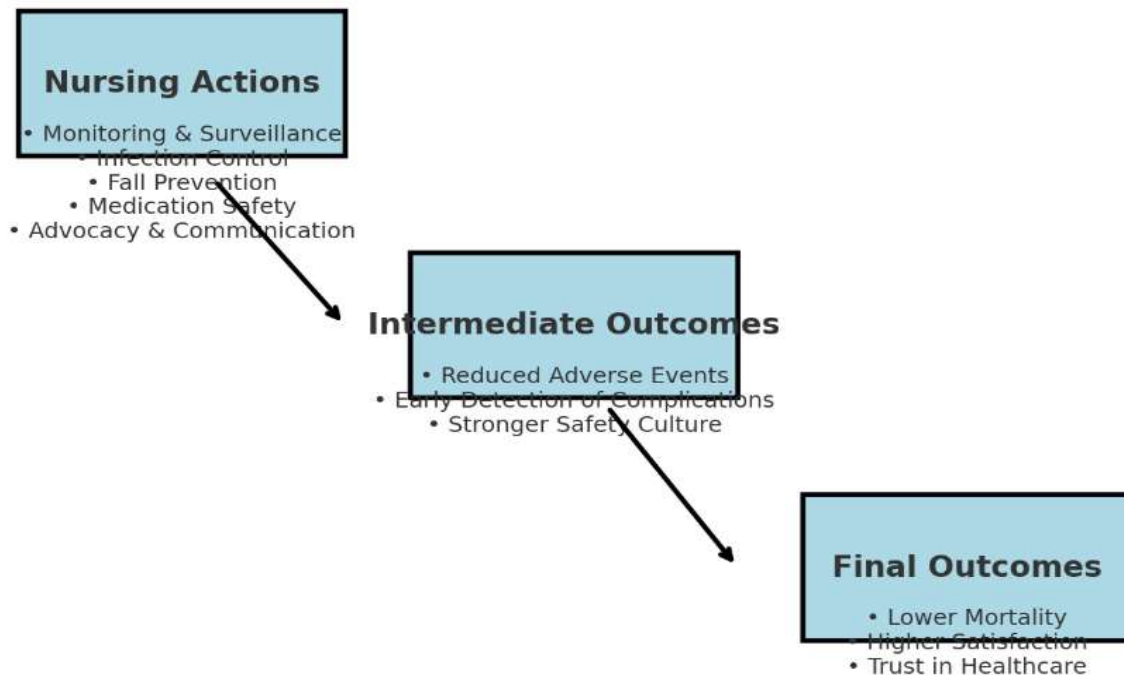 Nursing Actions
• Monitoring & Surveillance
• Infection Control
• Fall Prevention
• Medication Safety
• Advocacy & Communication
Intermediate Outcomes
• Reduced Adverse Events
• Early Detection of Complications
• Stronger Safety Culture
Final Outcomes
• Lower Mortality
• Higher Satisfaction
• Trust in Healthcare